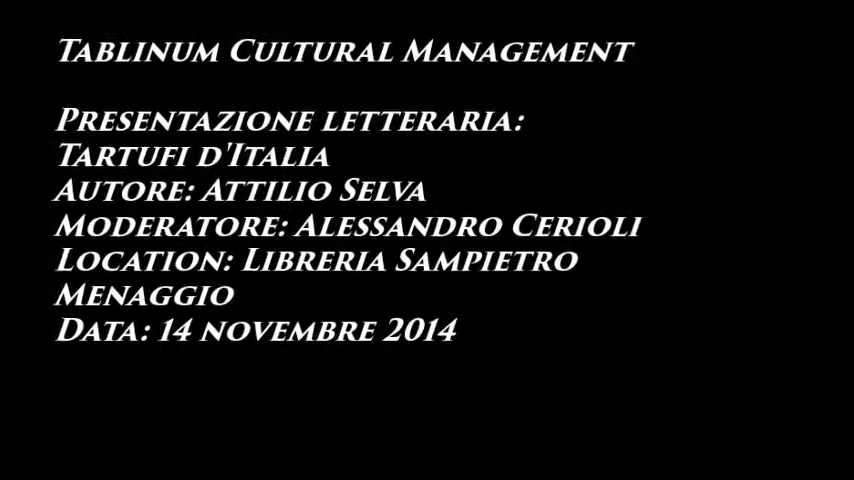 Tablinum Cultural Management
Presentazione letteraria:
Tartufi d'Italia
Autore: Attilio Selva
Moderatore: Alessandro Cerioli
Location: Libreria Sampietro
Menaggio
Data: 14 novembre 2014